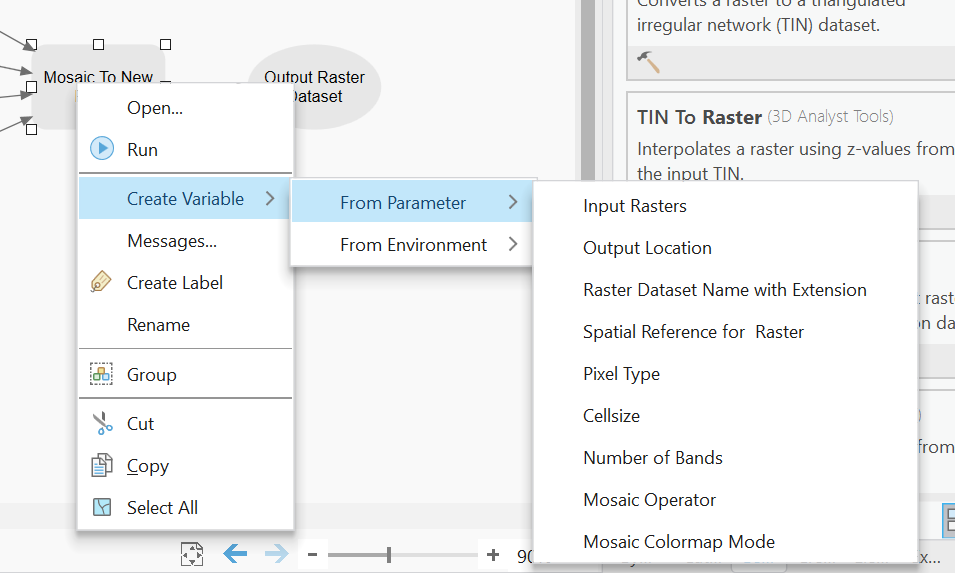 Converts a raster to a triangulated
irregular network (TIN) dataset.
Mosaic To New
Output Raster
Dataset
TIN To Raster (3D Analyst Tools)
Interpolates a raster using z-values from
the input TIN.
Open...
Run
Create Variable
Messages...
Create Label
Rename
Group
Cut
Copy
Select All
From Parameter
From Environment
Input Rasters
Output Location
Raster Dataset Name with Extension
Spatial Reference for  Raster
Pixel Type
Cellsize
Number of Bands
Mosaic Operator
Mosaic Colormap Mode
from
90